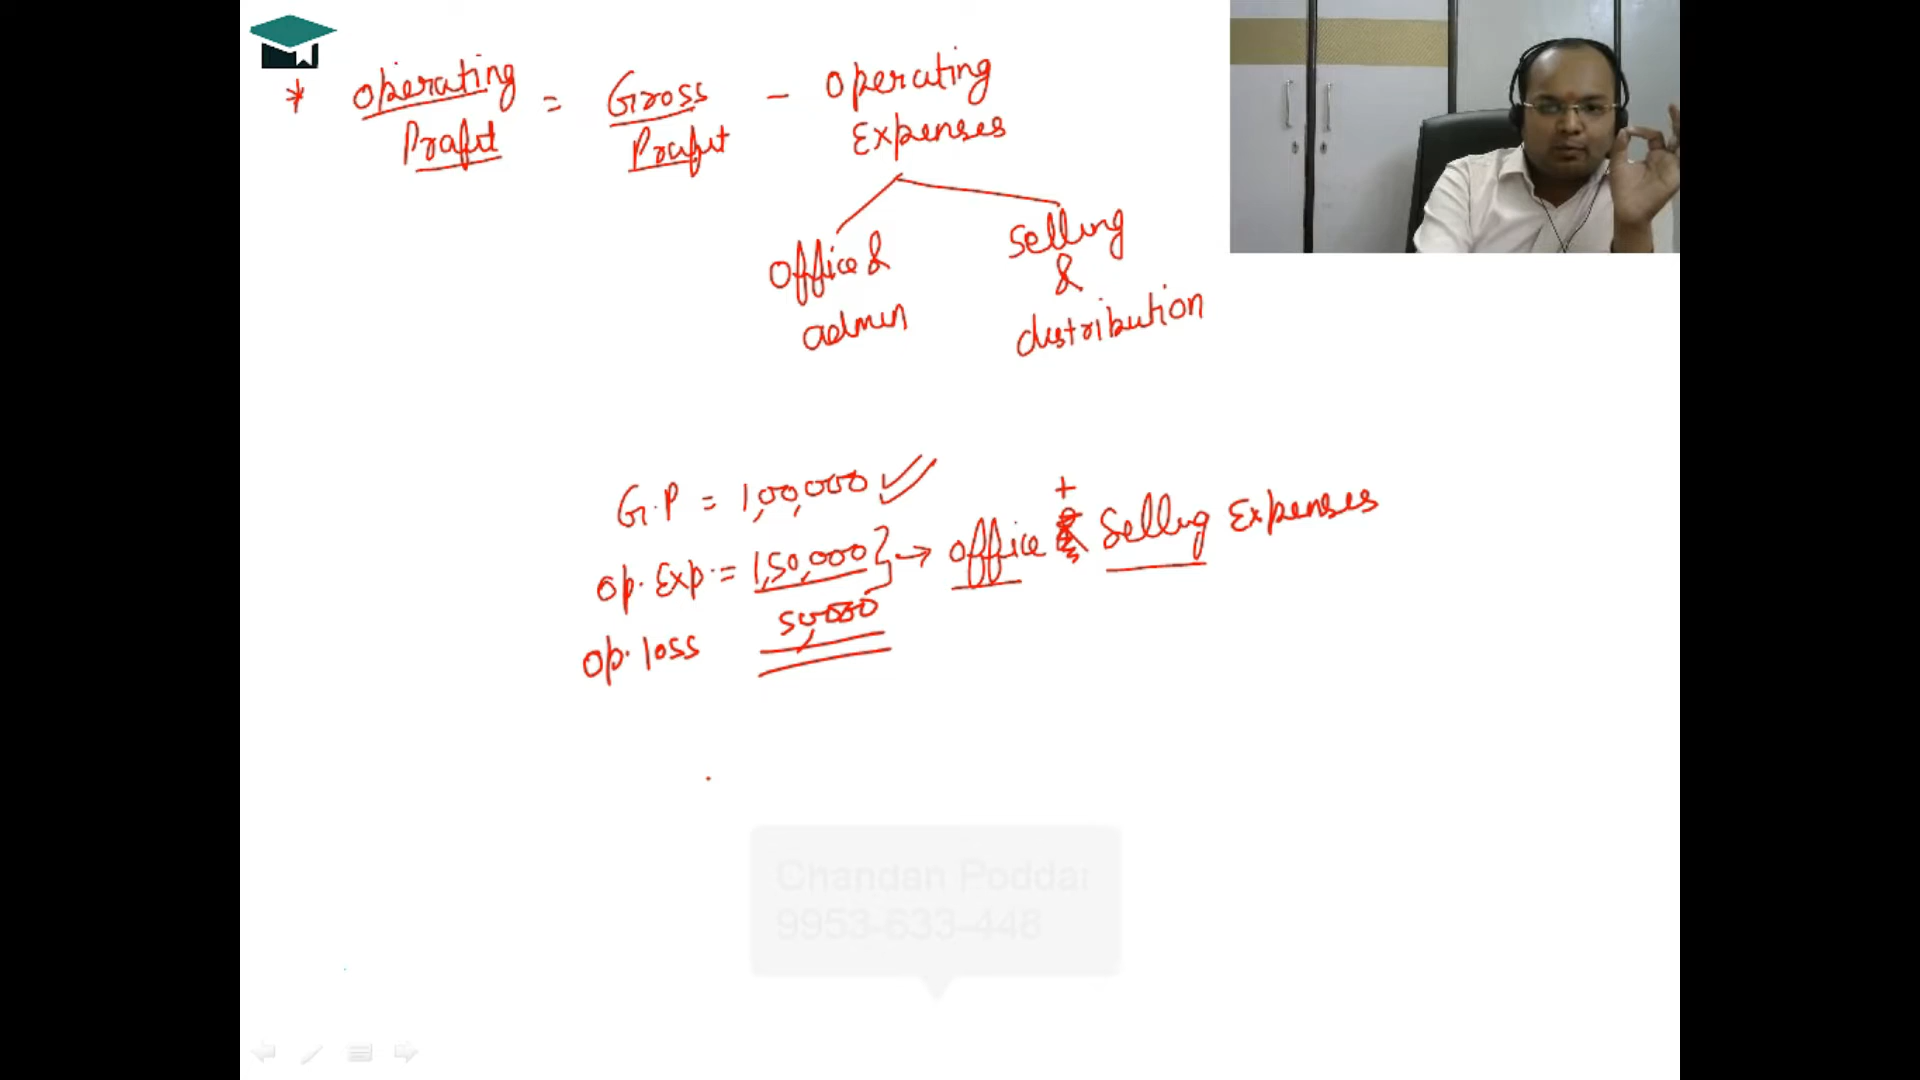 * Operating Profit = Gross Profit - Operating Expenses
Office & admin
Selling & distribution
G.P = 1,00,000
Op. Exp. = 1,50,000 → Office + Selling Expenses
Op. loss 50,000
Chandan Poddar
9953-633-448